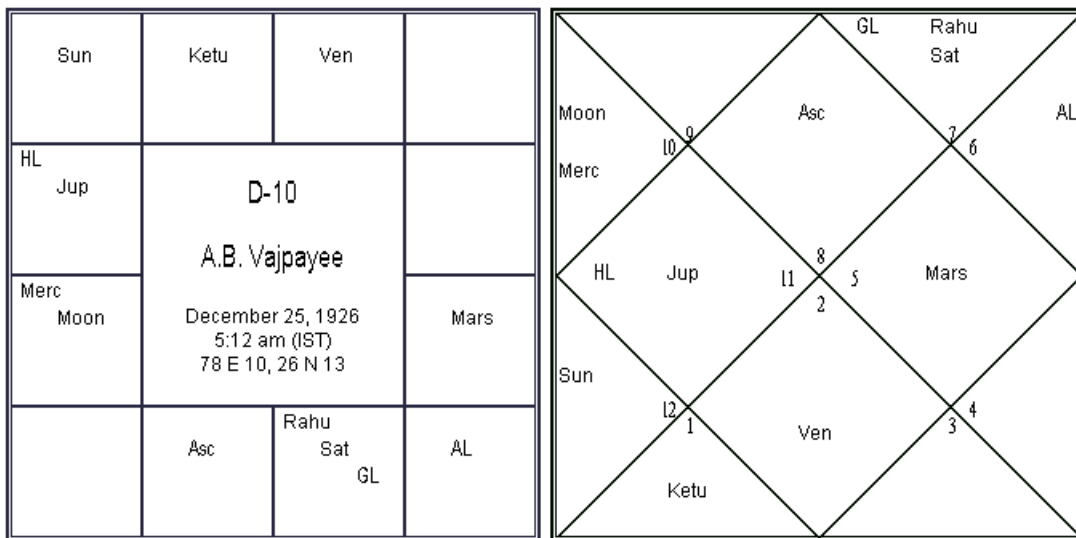 Sun
Ketu
Ven
HL
Jup
D-10
A.B. Vajpayee
December 25, 1926
5:12 am (IST)
78 E 10, 26 N 13
Merc
Moon
Mars
Asc
Rahu
Sat
GL
AL
GL Rahu
Sat
Moon
Asc
AL
9
10
7
6
Merc
HL
Jup
11
8
5
2
Mars
Sun
12
1
4
3
Ven
Ketu